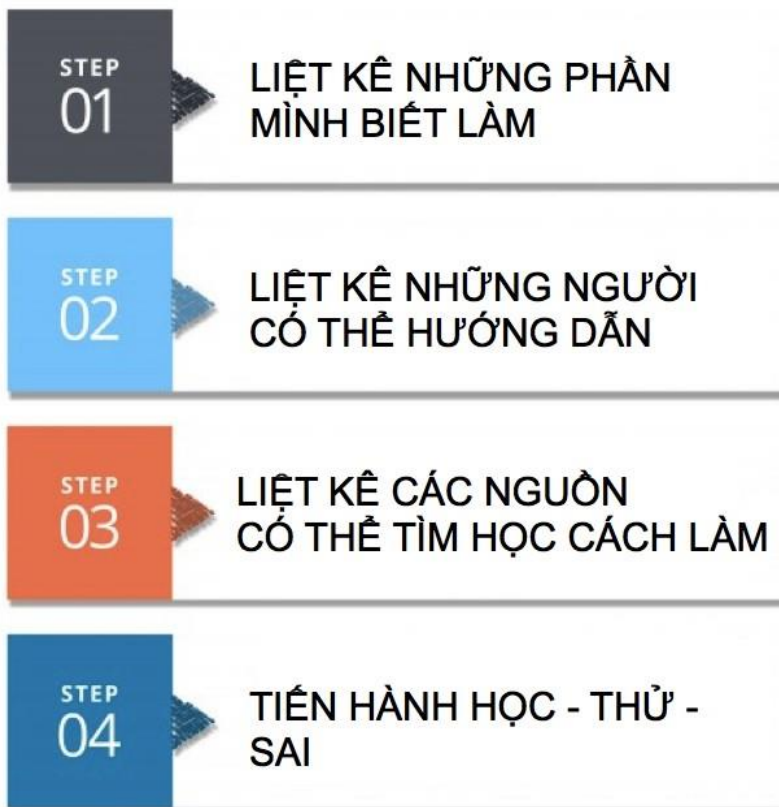 STEP
01
LIỆT KÊ NHỮNG PHẦN
MÌNH BIẾT LÀM
STEP
02
LIỆT KÊ NHỮNG NGƯỜI
CÓ THỂ HƯỚNG DẪN
STEP
03
LIỆT KÊ CÁC NGUỒN
CÓ THỂ TÌM HỌC CÁCH LÀM
STEP
04
TIẾN HÀNH HỌC - THỬ -
SAI